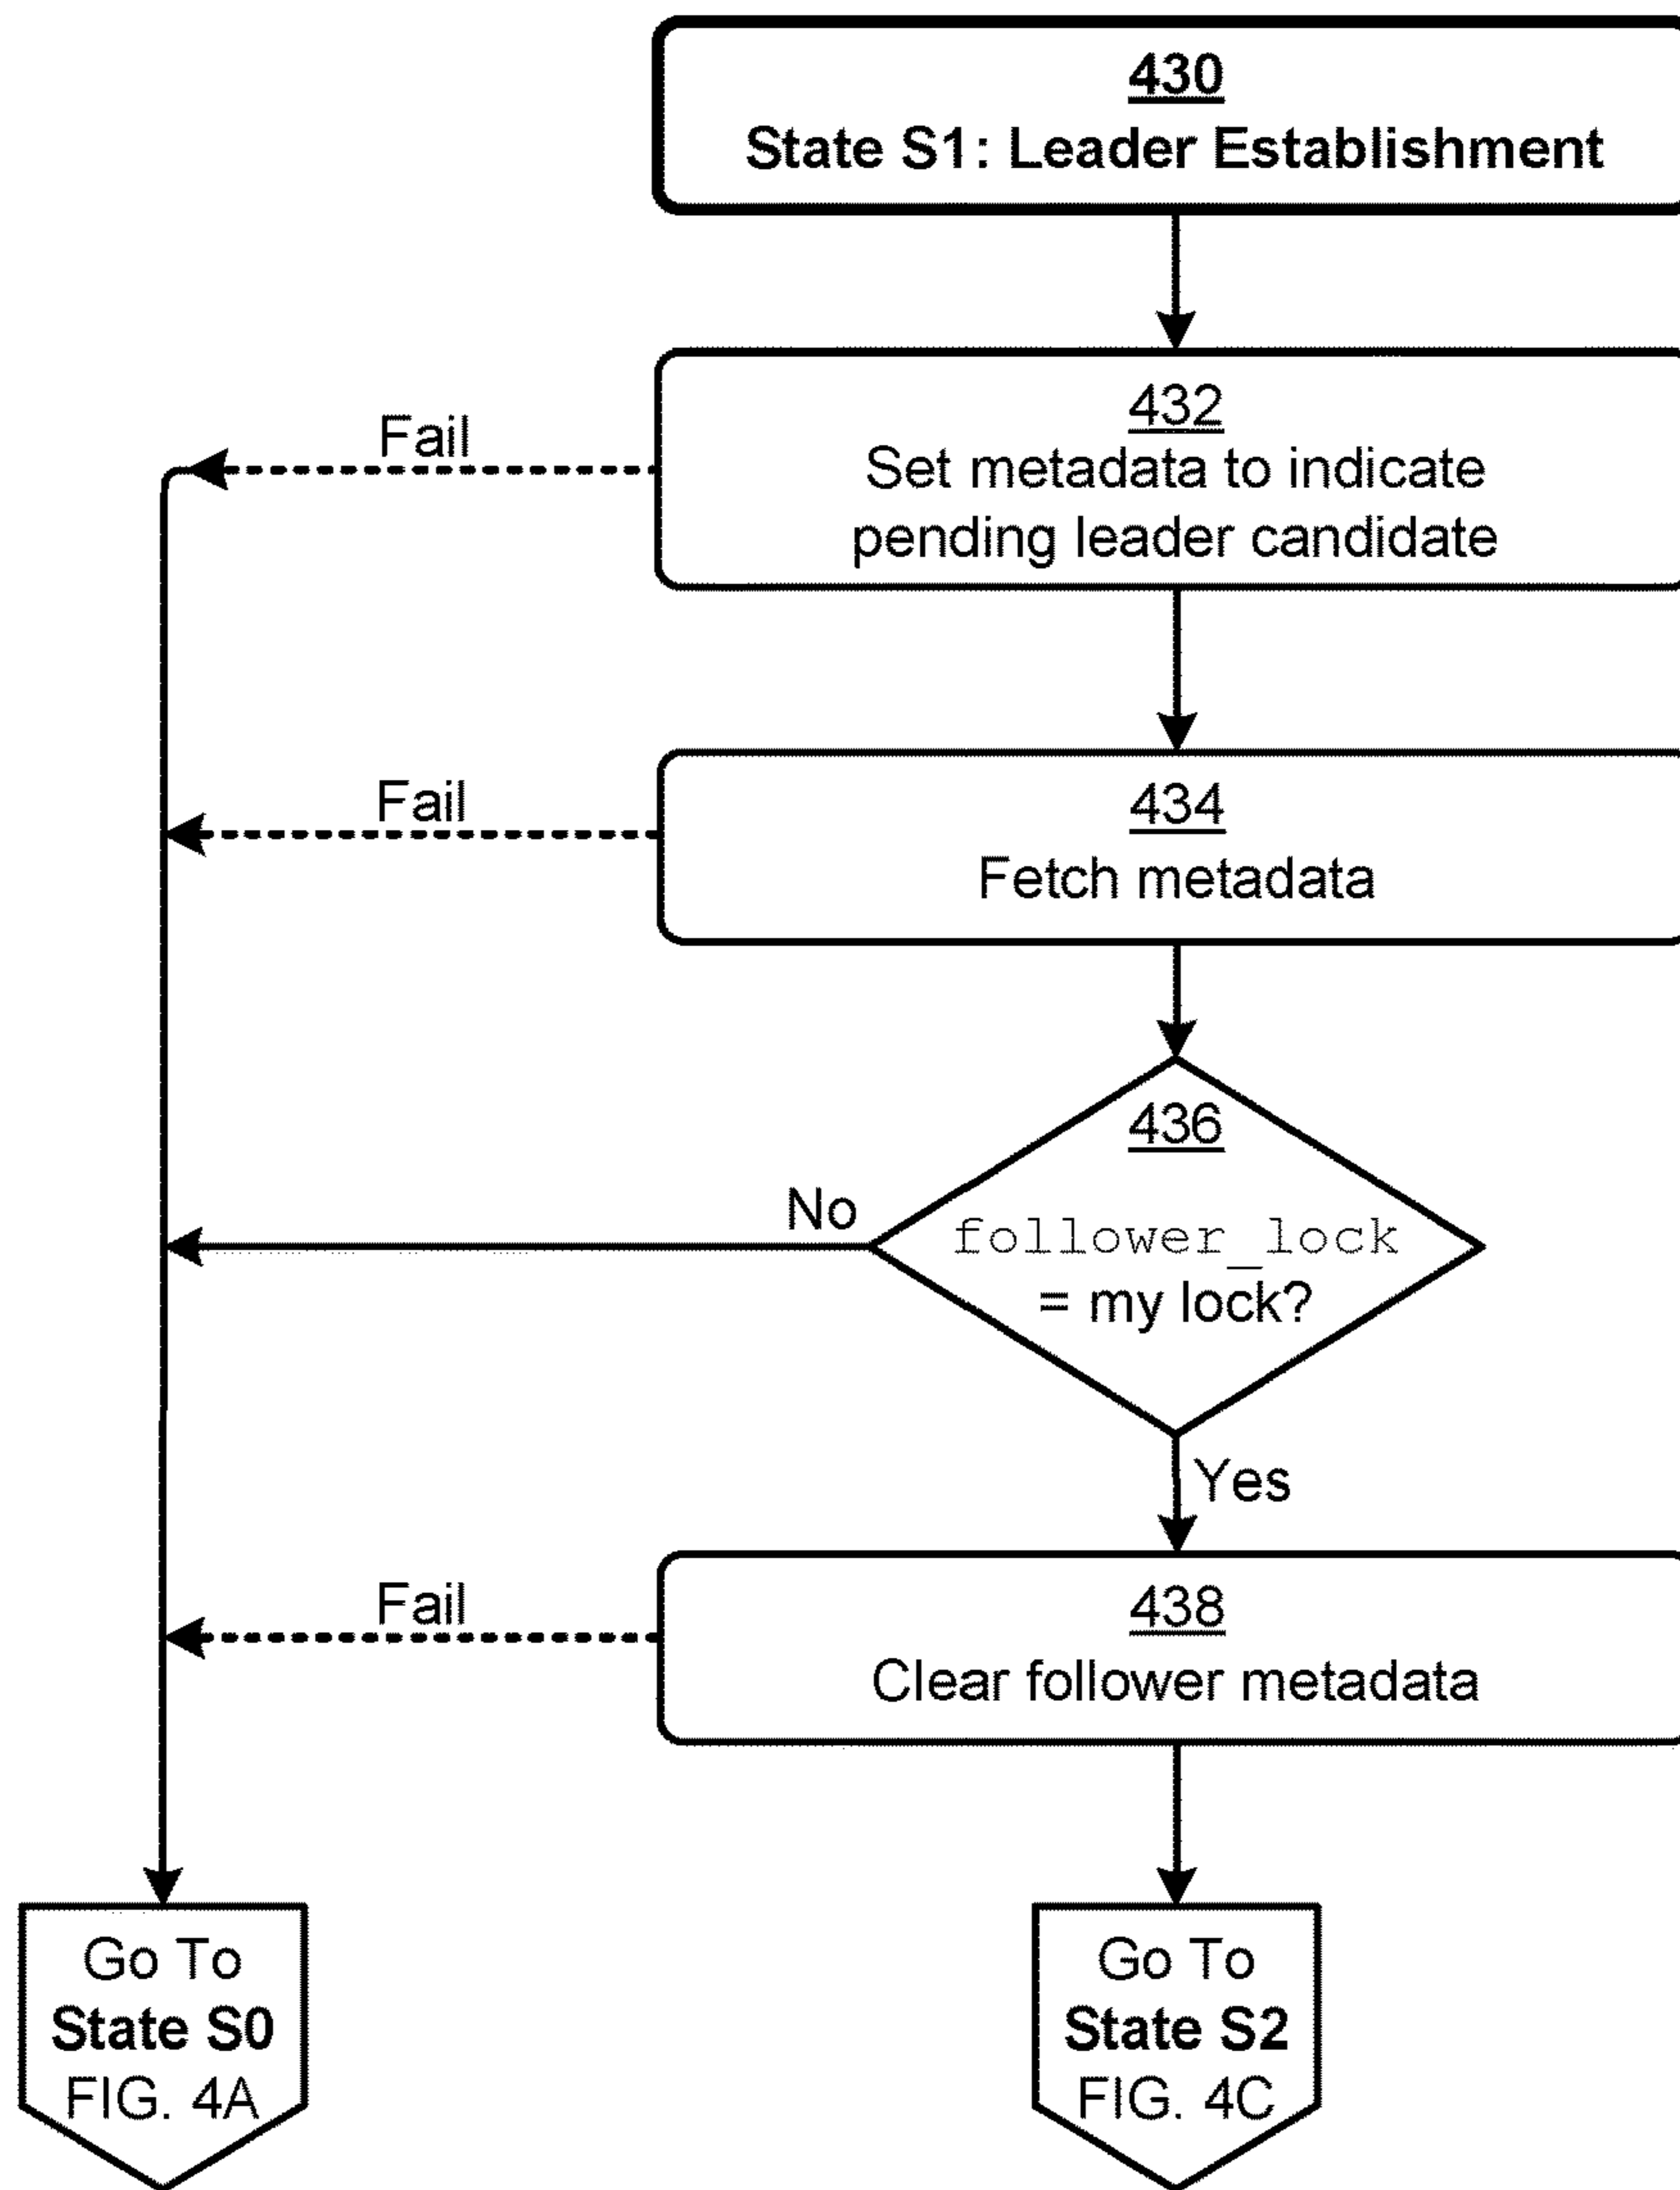 430
State S1: Leader Establishment
432
Set metadata to indicate
pending leader candidate
Fail
434
Fetch metadata
Fail
436
follower_lock
= my lock?
No
Yes
438
Clear follower metadata
Fail
Go To
State S0
FIG. 4A
Go To
State S2
FIG. 4C